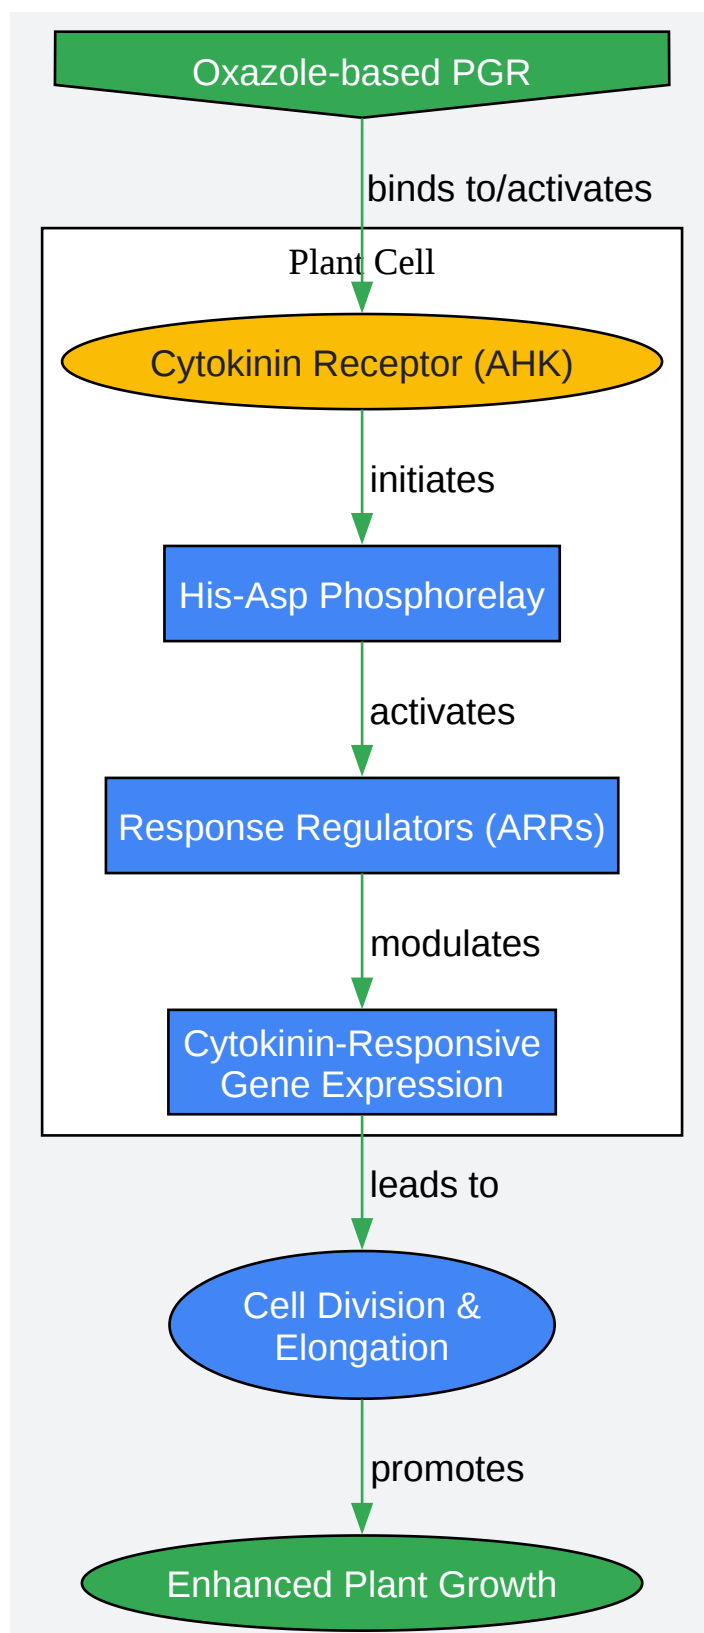 Oxazole-based PGR
binds to/activates
Plant Cell
Cytokinin Receptor (AHK)
initiates
His-Asp Phosphorelay
activates
Response Regulators (ARRs)
modulates
Cytokinin-Responsive
Gene Expression
leads to
Cell Division &
Elongation
promotes
Enhanced Plant Growth